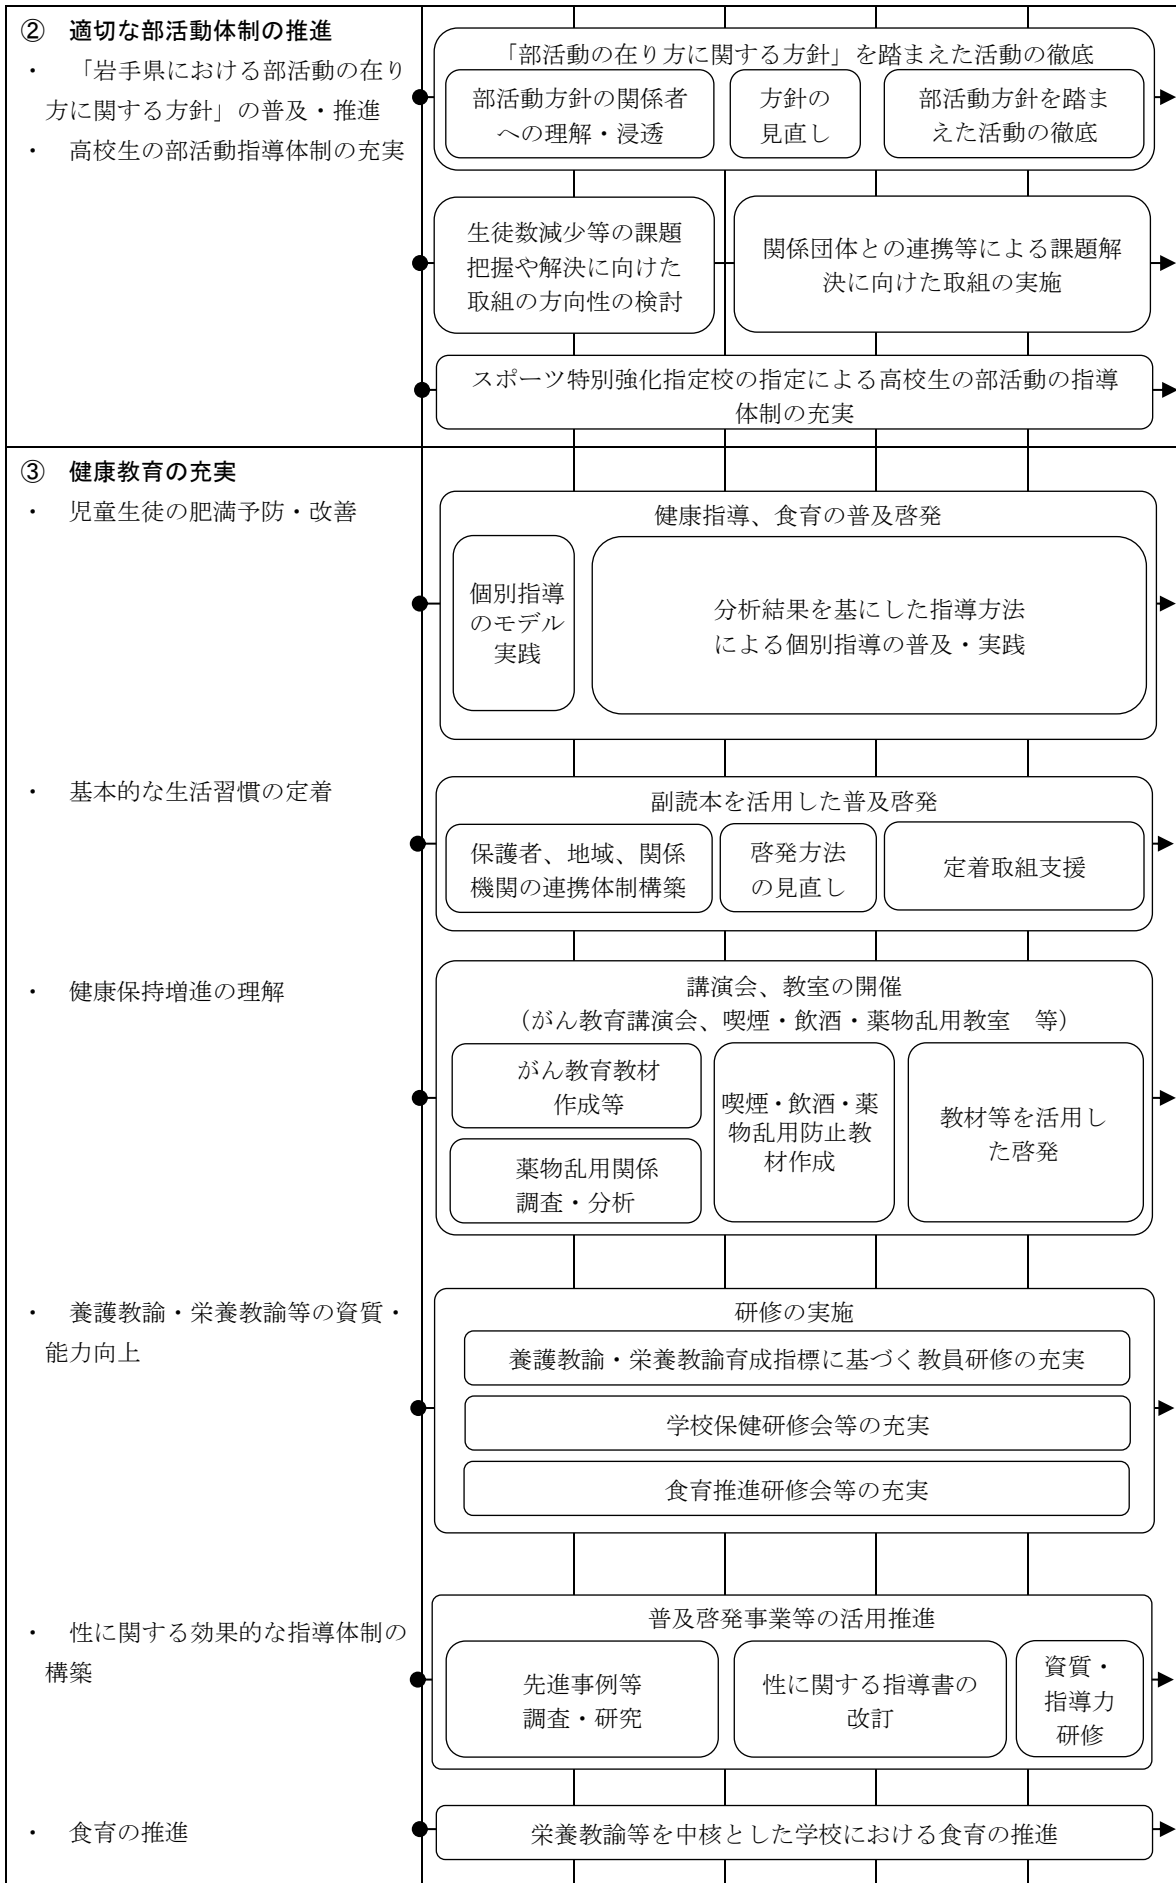 ② 適切な部活動体制の推進
・ 「岩手県における部活動の在り
方に関する方針」の普及・推進
・ 高校生の部活動指導体制の充実
「部活動の在り方に関する方針」を踏まえた活動の徹底
部活動方針の関係者
への理解・浸透
方針の
見直し
部活動方針を踏ま
えた活動の徹底
生徒数減少等の課題
把握や解決に向けた
取組の方向性の検討
関係団体との連携等による課題解
決に向けた取組の実施
スポーツ特別強化指定校の指定による高校生の部活動の指導
体制の充実
③ 健康教育の充実
・ 児童生徒の肥満予防・改善
健康指導、食育の普及啓発
個別指導
のモデル
実践
分析結果を基にした指導方法
による個別指導の普及・実践
・ 基本的な生活習慣の定着
副読本を活用した普及啓発
保護者、地域、関係
機関の連携体制構築
啓発方法
の見直し
定着取組支援
・ 健康保持増進の理解
講演会、教室の開催
（がん教育講演会、喫煙・飲酒・薬物乱用教室 等）
がん教育教材
作成等
薬物乱用関係
調査・分析
喫煙・飲酒・薬
物乱用防止教
材作成
教材等を活用し
た啓発
・ 養護教諭・栄養教諭等の資質・
能力向上
研修の実施
養護教諭・栄養教諭育成指標に基づく教員研修の充実
学校保健研修会等の充実
食育推進研修会等の充実
・ 性に関する効果的な指導体制の
構築
普及啓発事業等の活用推進
先進事例等
調査・研究
性に関する指導書の
改訂
資質・
指導力
研修
・ 食育の推進
栄養教諭等を中核とした学校における食育の推進